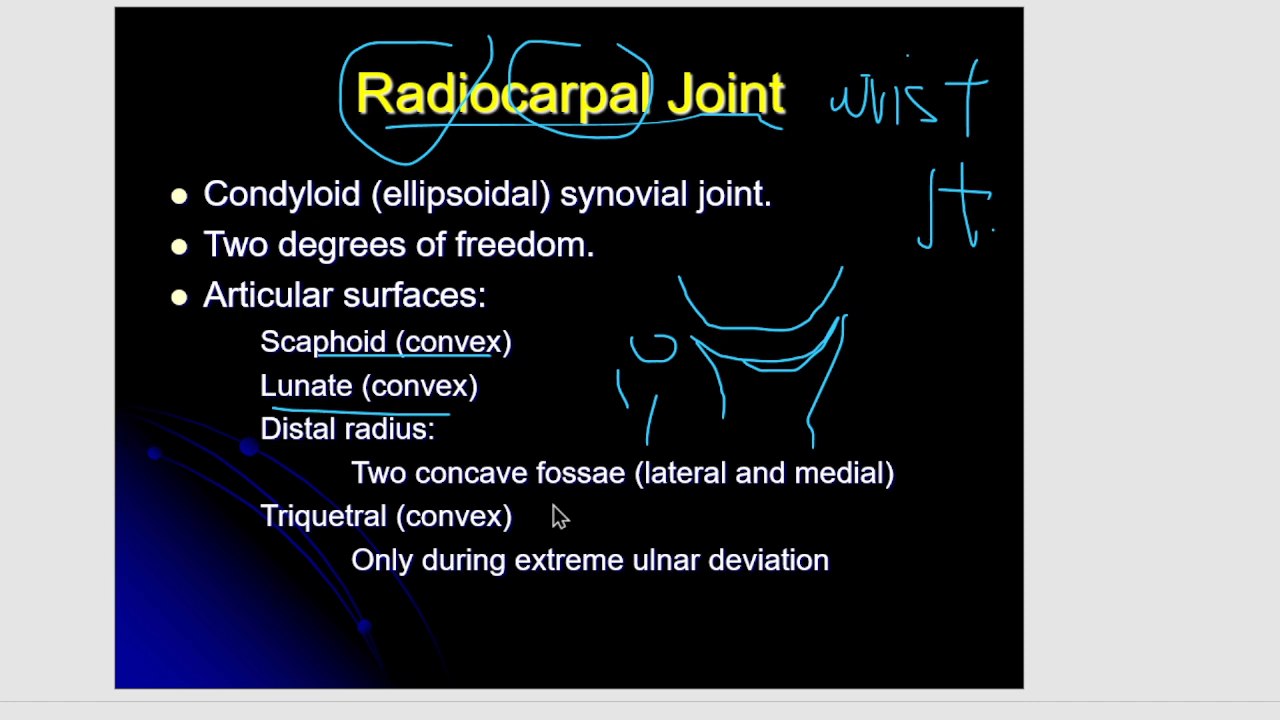 Radiocarpal Joint wrist
Jt.
Condyloid (ellipsoidal) synovial joint.
Two degrees of freedom.
Articular surfaces:
Scaphoid (convex)
Lunate (convex)
Distal radius:
Two concave fossae (lateral and medial)
Triquetral (convex)
Only during extreme ulnar deviation